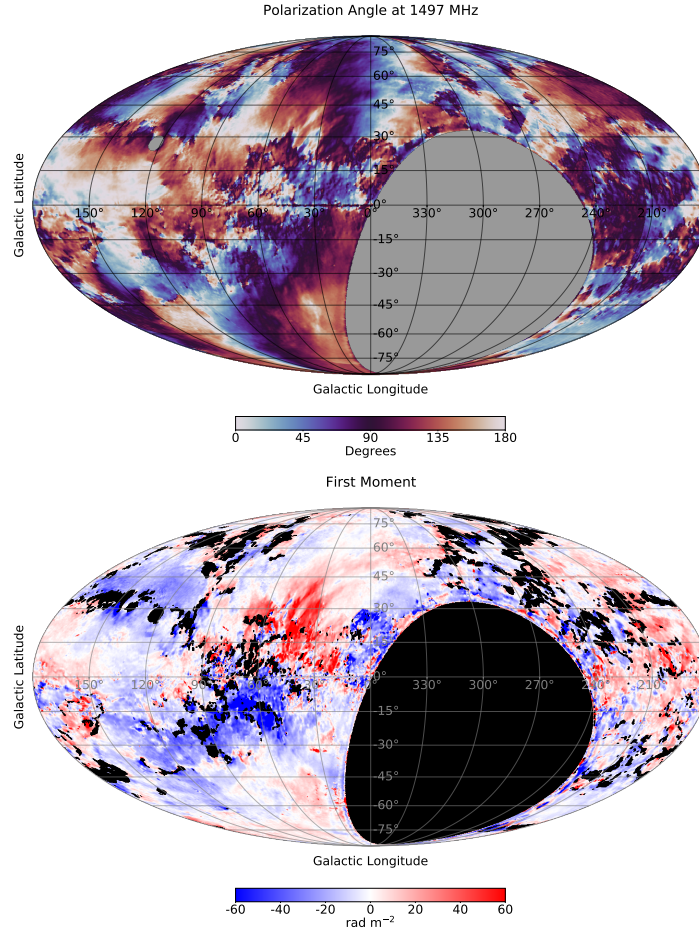 Polarization Angle at 1497 MHz
75°
60°
45°
30°
15°
150° 120° 90° 60° 30° 0° 330° 300° 270° 240° 210°
0°
-15°
-30°
-45°
-60°
-75°
Galactic Latitude
Galactic Longitude
0 45 90 135 180
Degrees
First Moment
75°
60°
45°
30°
150° 120° 90° 330° 300° 270° 240° 210°
0°
-15°
-30°
-45°
-60°
-75°
Galactic Latitude
Galactic Longitude
-60 -40 -20 0 20 40 60
rad m⁻²